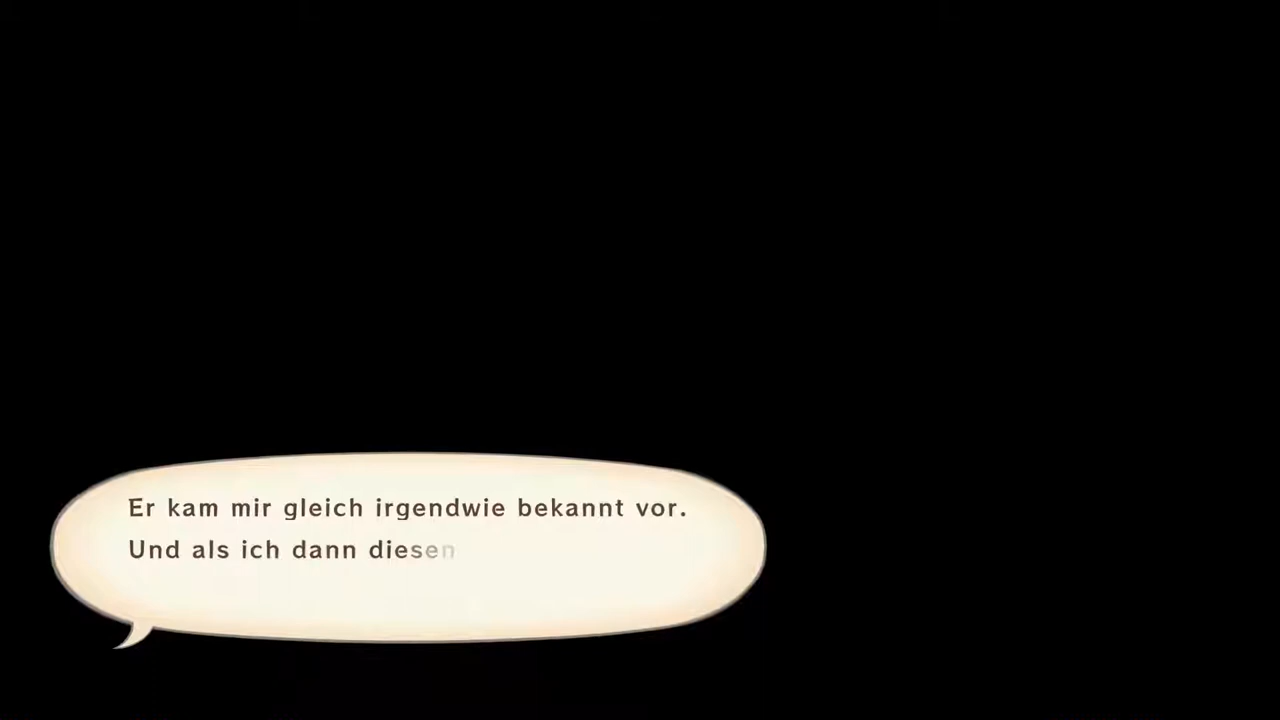 Er kam mir gleich irgendwie bekannt vor.
Und als ich dann diesen